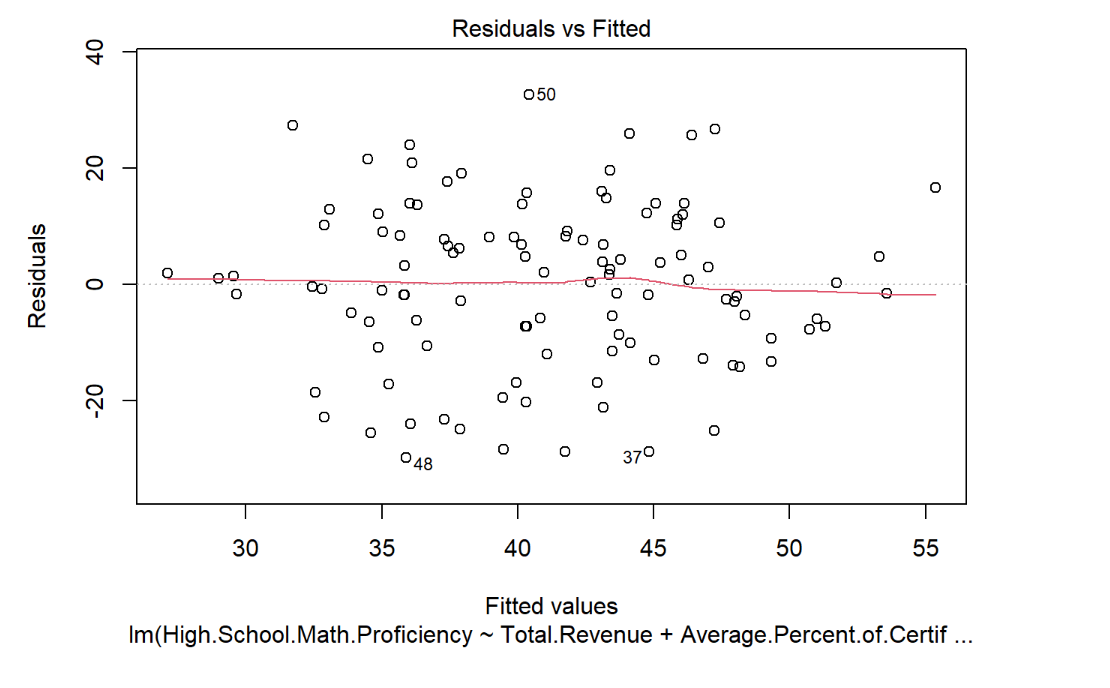 Residuals vs Fitted
40
20
0
-20
Residuals
50
48
37
30 35 40 45 50 55
Fitted values
lm(High.School.Math.Proficiency ~ Total.Revenue + Average.Percent.of.Certif ...